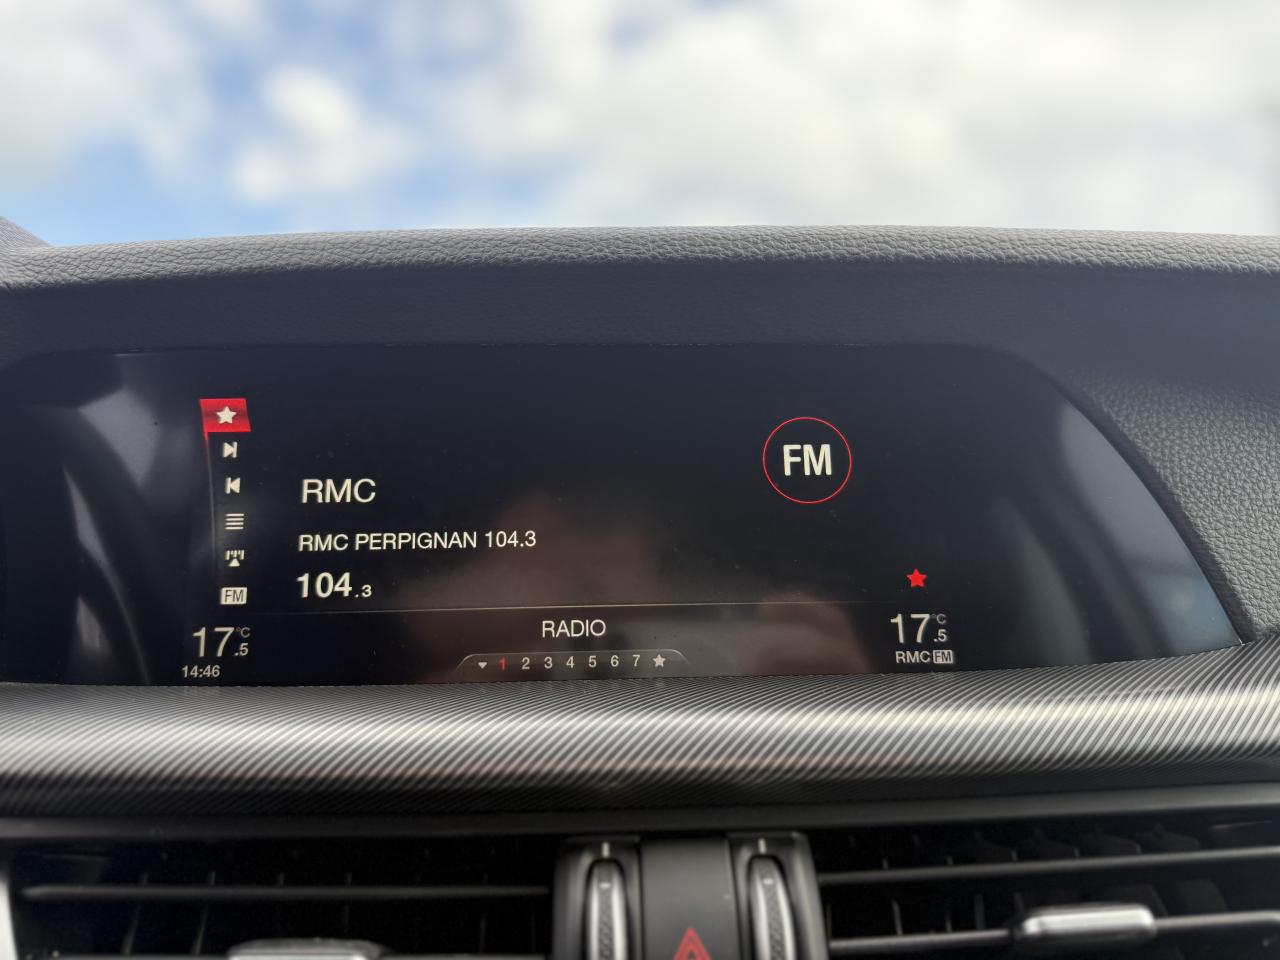 FM
RMC
RMC PERPIGNAN 104.3
104.3
FM
17.5°C
14:46
RADIO
1 2 3 4 5 6 7
17.5°C
RMC FM